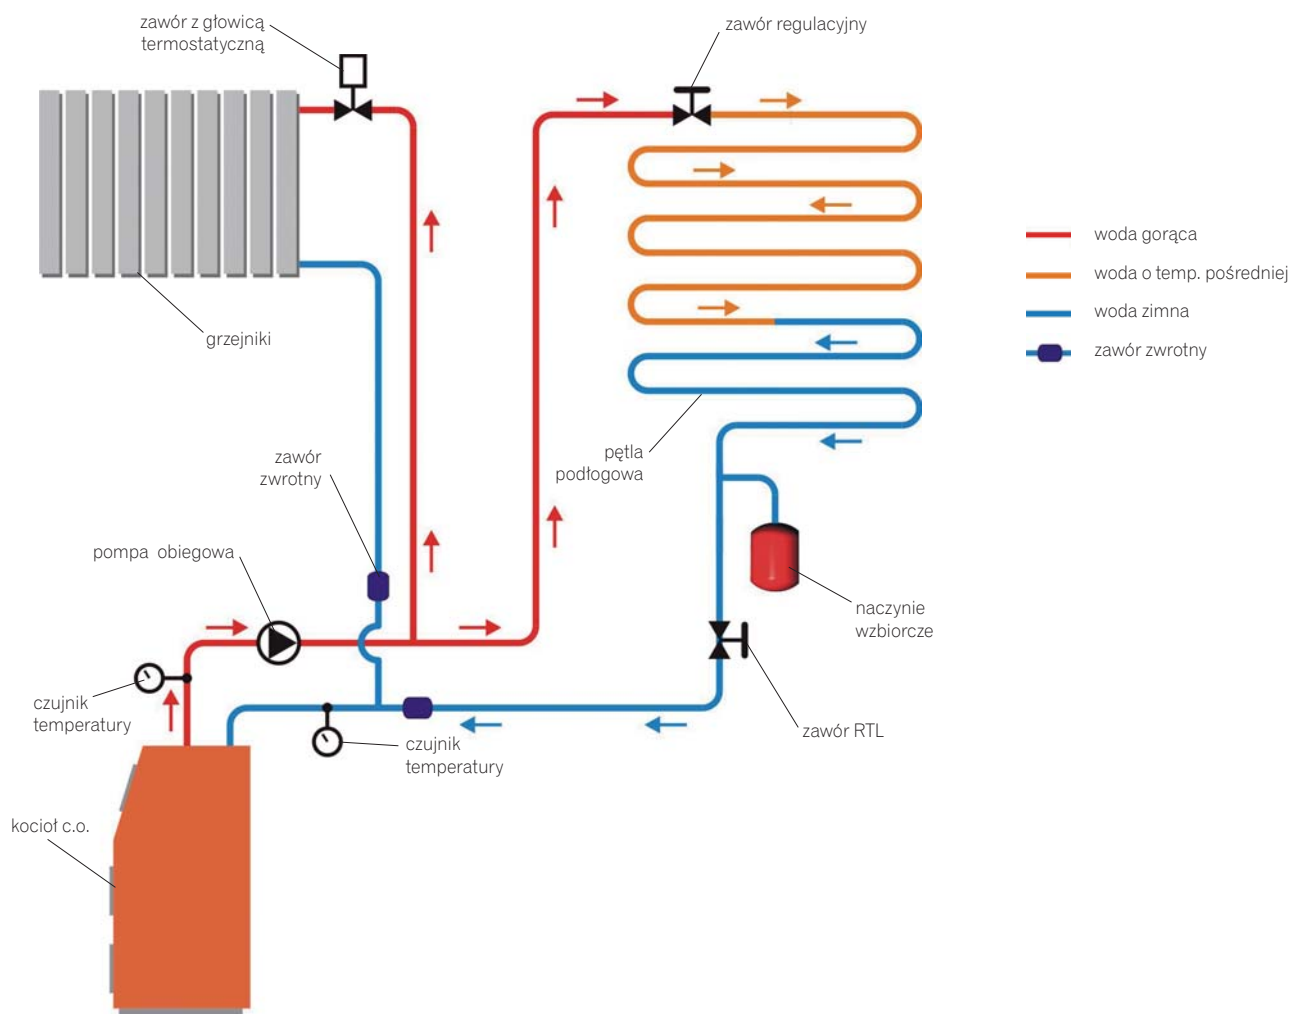 zawór z głowicą
termostatyczną
zawór regulacyjny
woda gorąca
woda o temp. pośredniej
woda zimna
zawór zwrotny
grzejniki
pętla
podłogowa
zawór
zwrotny
pompa obiegowa
naczynie
wzbiorcze
czujnik
temperatury
zawór RTL
czujnik
temperatury
kocioł c.o.